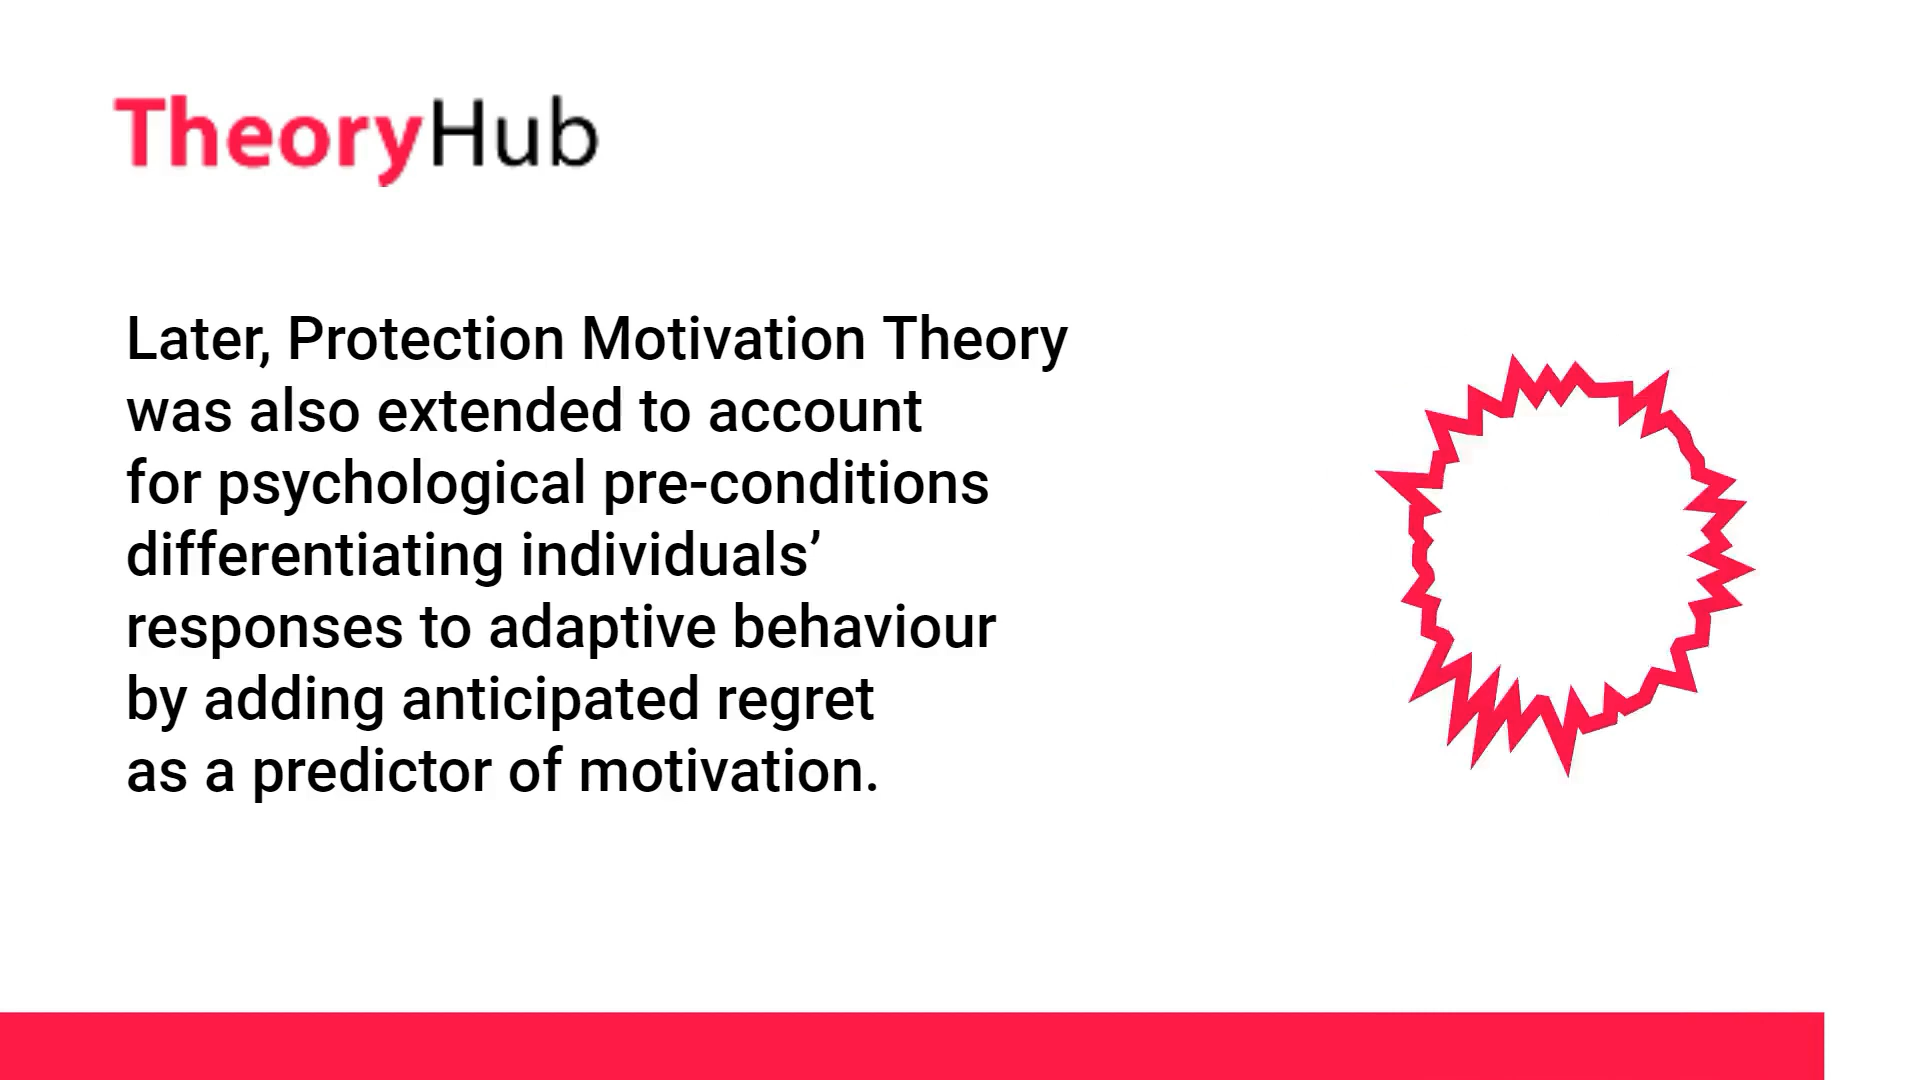 TheoryHub
Later, Protection Motivation Theory
was also extended to account
for psychological pre-conditions
differentiating individuals’
responses to adaptive behaviour
by adding anticipated regret
as a predictor of motivation.